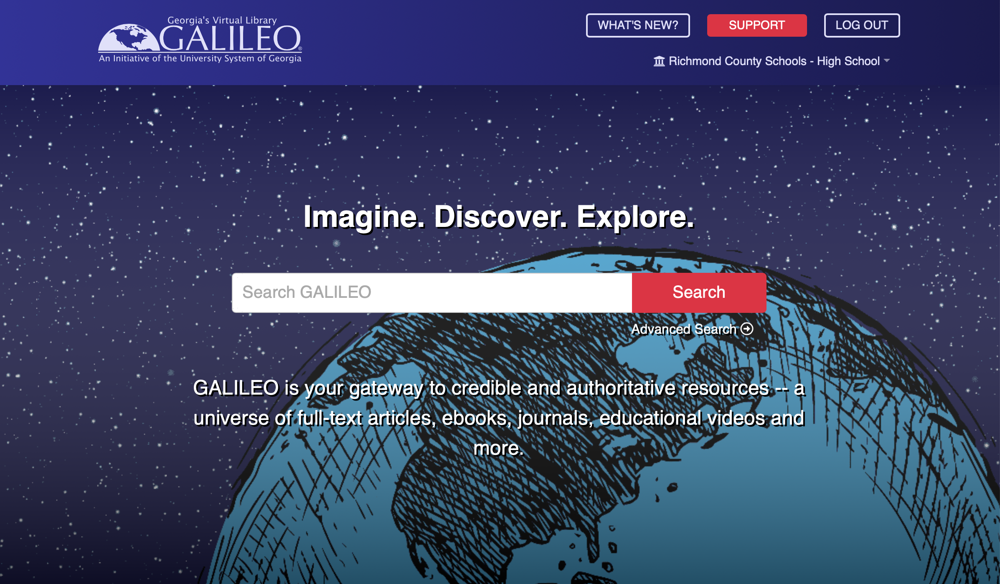 Georgia's Virtual Library
GALILEO®
An Initiative of the University System of Georgia
WHAT'S NEW?
SUPPORT
LOG OUT
Richmond County Schools - High School
Imagine. Discover. Explore.
Search GALILEO
Search
Advanced Search
GALILEO is your gateway to credible and authoritative resources -- a
universe of full-text articles, ebooks, journals, educational videos and
more.